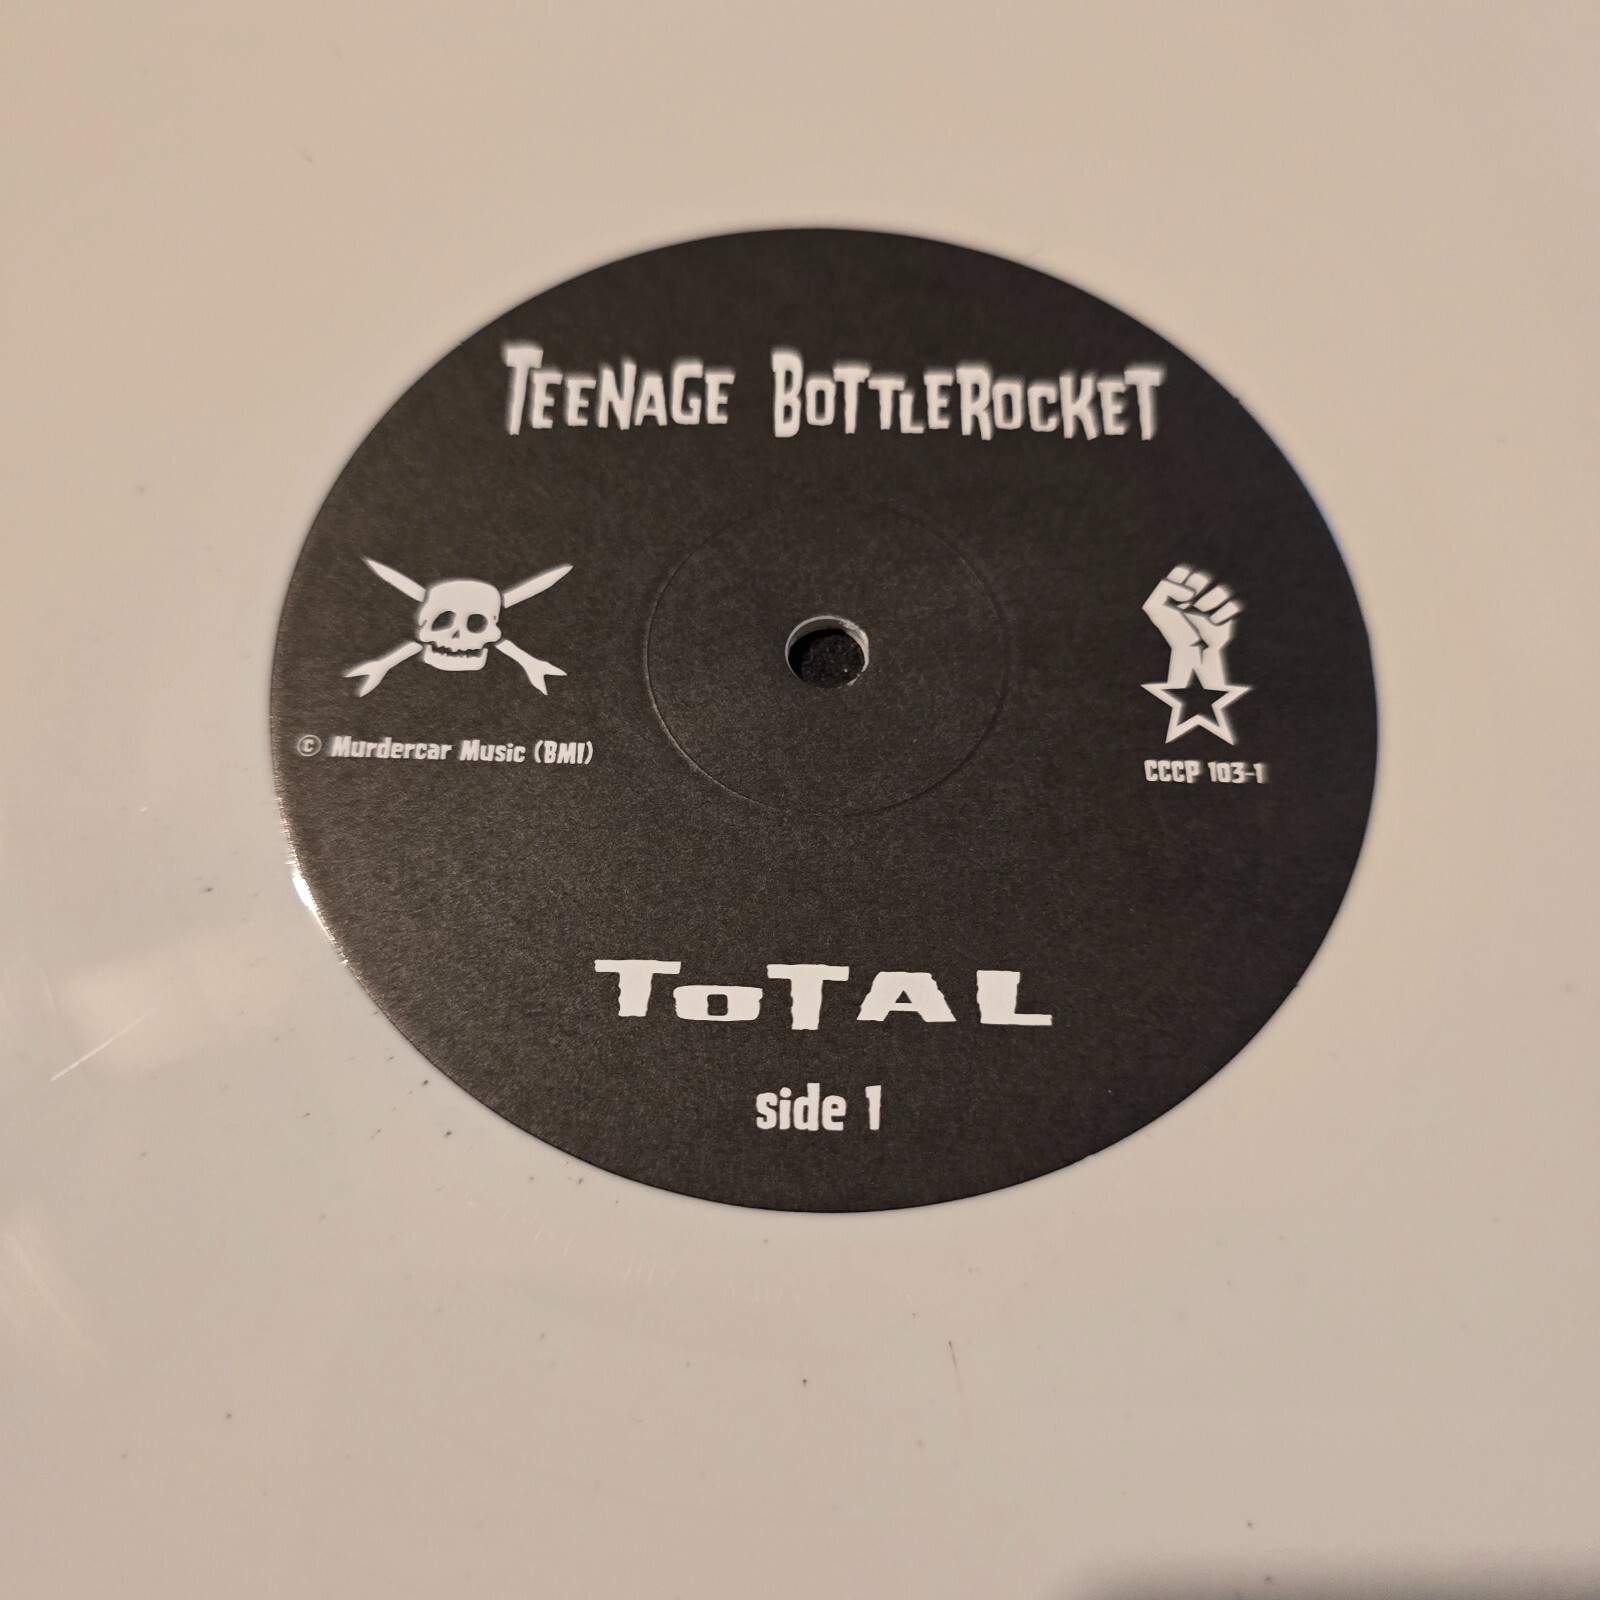 TEENAGE BOTTLEROCKET
© Murdercar Music (BMI)
CCCP 103-1
ToTAL
side 1